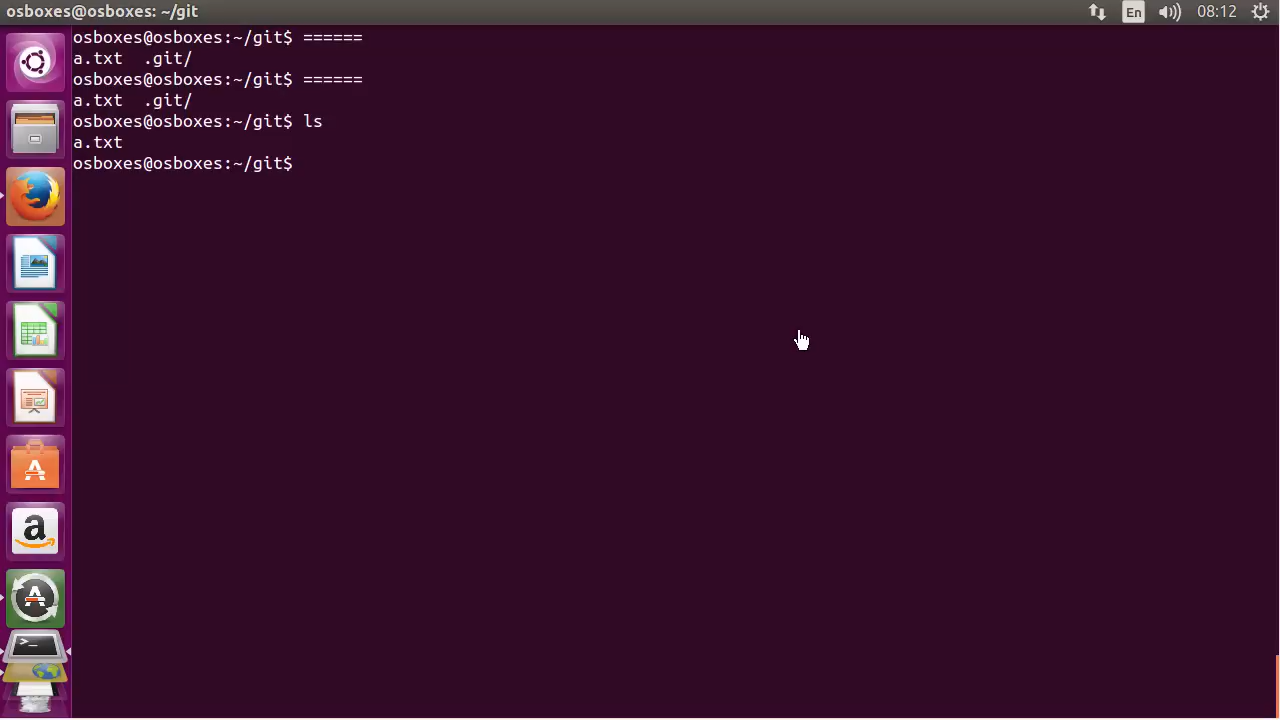 osboxes@osboxes: ~/git
En
08:12
osboxes@osboxes:~/git$ ======
a.txt  .git/
osboxes@osboxes:~/git$ ======
a.txt  .git/
osboxes@osboxes:~/git$ ls
a.txt
osboxes@osboxes:~/git$
a
>_